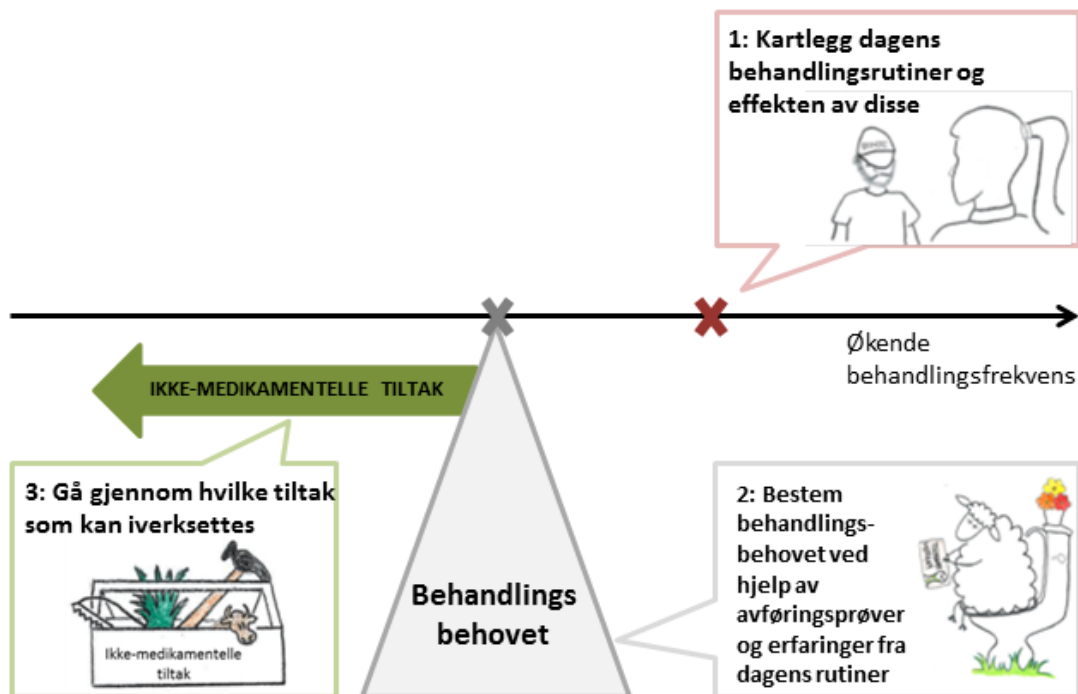 1: Kartlegg dagens
behandlingsrutiner og
effekten av disse
Økende
behandlingsfrekvens
IKKE-MEDIKAMENTELLE TILTAK
3: Gå gjennom hvilke tiltak
som kan iverksettes
Ikke-medikamentelle
tiltak
Behandlings
behovet
2: Bestem
behandlings-
behovet ved
hjelp av
avføringsprøver
og erfaringer fra
dagens rutiner